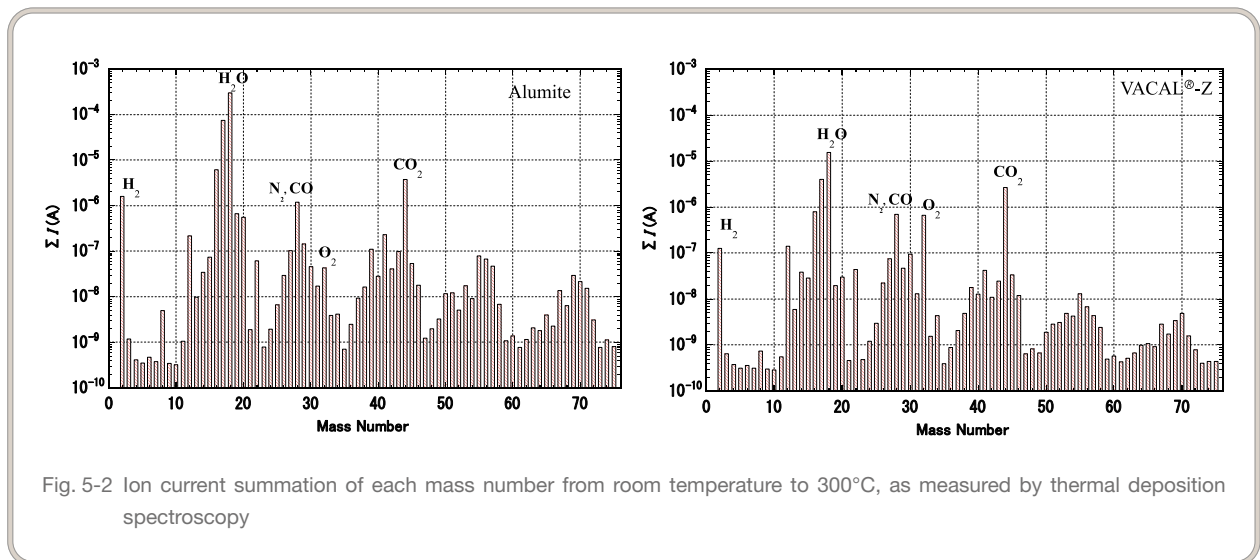 10⁻³
10⁻⁴
10⁻⁵
10⁻⁶
10⁻⁷
10⁻⁸
10⁻⁹
10⁻¹⁰
Σ I (A)
H₂
H₂O
N₂,CO
O₂
CO₂
Alumite
0 10 20 30 40 50 60 70
Mass Number
10⁻³
10⁻⁴
10⁻⁵
10⁻⁶
10⁻⁷
10⁻⁸
10⁻⁹
10⁻¹⁰
Σ I (A)
H₂
H₂O
N₂,CO
O₂
CO₂
VACAL®-Z
0 10 20 30 40 50 60 70
Mass Number
Fig. 5-2 Ion current summation of each mass number from room temperature to 300°C, as measured by thermal deposition
spectroscopy